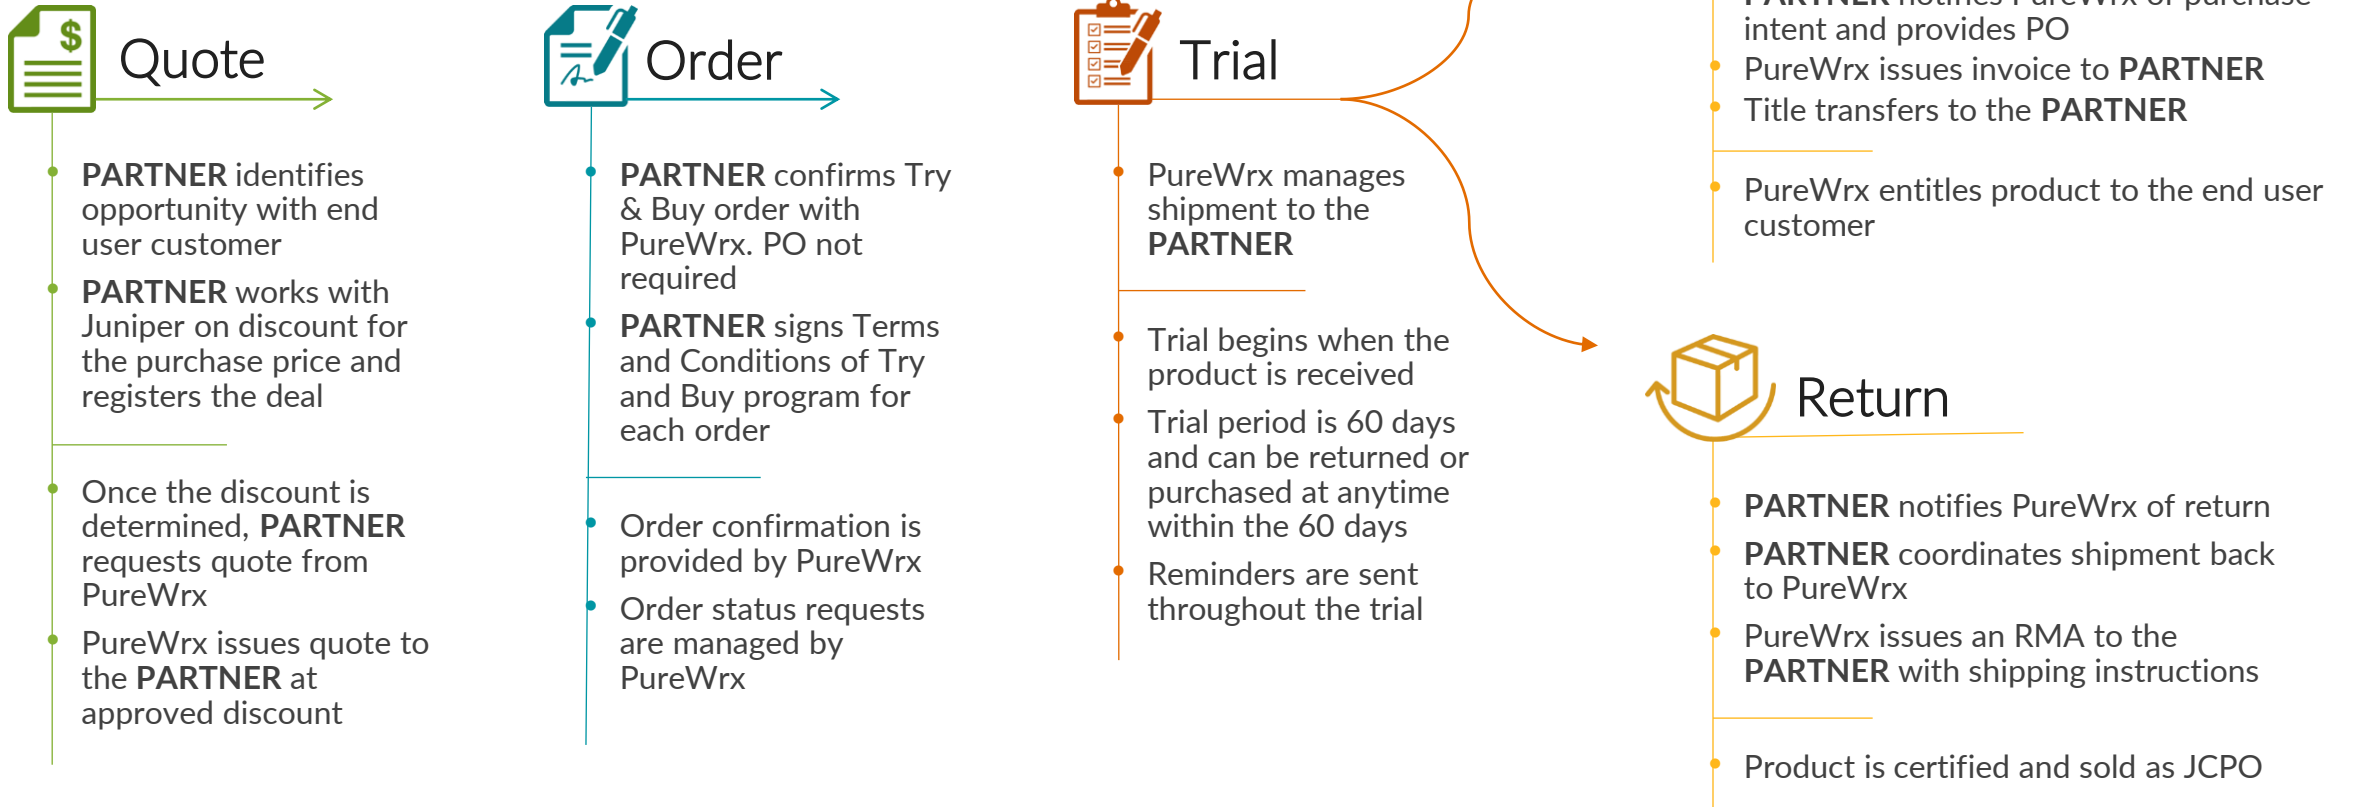 $
Quote
PARTNER identifies
opportunity with end
user customer
PARTNER works with
Juniper on discount for
the purchase price and
registers the deal
Once the discount is
determined, PARTNER
requests quote from
PureWrx
PureWrx issues quote to
the PARTNER at
approved discount
Order
PARTNER confirms Try
& Buy order with
PureWrx. PO not
required
PARTNER signs Terms
and Conditions of Try
and Buy program for
each order
Order confirmation is
provided by PureWrx
Order status requests
are managed by
PureWrx
Trial
PureWrx manages
shipment to the
PARTNER
Trial begins when the
product is received
Trial period is 60 days
and can be returned or
purchased at anytime
within the 60 days
Reminders are sent
throughout the trial
PARTNER notifies PureWrx of purchase
intent and provides PO
PureWrx issues invoice to PARTNER
Title transfers to the PARTNER
PureWrx entitles product to the end user
customer
Return
PARTNER notifies PureWrx of return
PARTNER coordinates shipment back
to PureWrx
PureWrx issues an RMA to the
PARTNER with shipping instructions
Product is certified and sold as JCPO